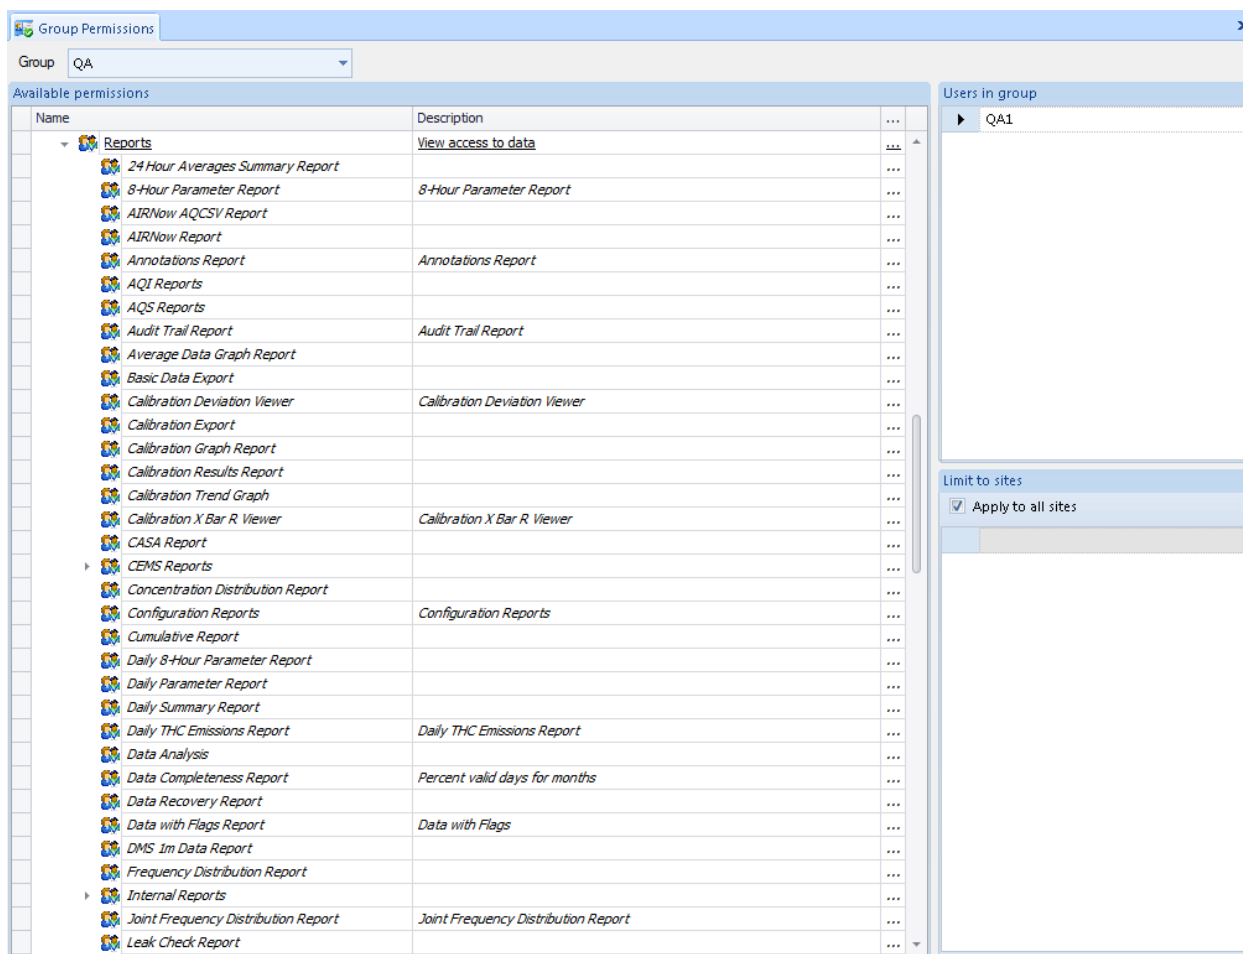 Group Permissions
Group QA
Available permissions
Name Description ...
Reports View access to data ...
24 Hour Averages Summary Report ...
8-Hour Parameter Report 8-Hour Parameter Report ...
AIRNow AQCSV Report ...
AIRNow Report ...
Annotations Report Annotations Report ...
AQI Reports ...
AQS Reports ...
Audit Trail Report Audit Trail Report ...
Average Data Graph Report ...
Basic Data Export ...
Calibration Deviation Viewer Calibration Deviation Viewer ...
Calibration Export ...
Calibration Graph Report ...
Calibration Results Report ...
Calibration Trend Graph ...
Calibration X Bar R Viewer Calibration X Bar R Viewer ...
CASA Report ...
CEMS Reports ...
Concentration Distribution Report ...
Configuration Reports Configuration Reports ...
Cumulative Report ...
Daily 8-Hour Parameter Report ...
Daily Parameter Report ...
Daily Summary Report ...
Daily THC Emissions Report Daily THC Emissions Report ...
Data Analysis ...
Data Completeness Report Percent valid days for months ...
Data Recovery Report ...
Data with Flags Report Data with Flags ...
DMS 1m Data Report ...
Frequency Distribution Report ...
Internal Reports ...
Joint Frequency Distribution Report Joint Frequency Distribution Report ...
Leak Check Report ...
Users in group
QA1
Limit to sites
Apply to all sites